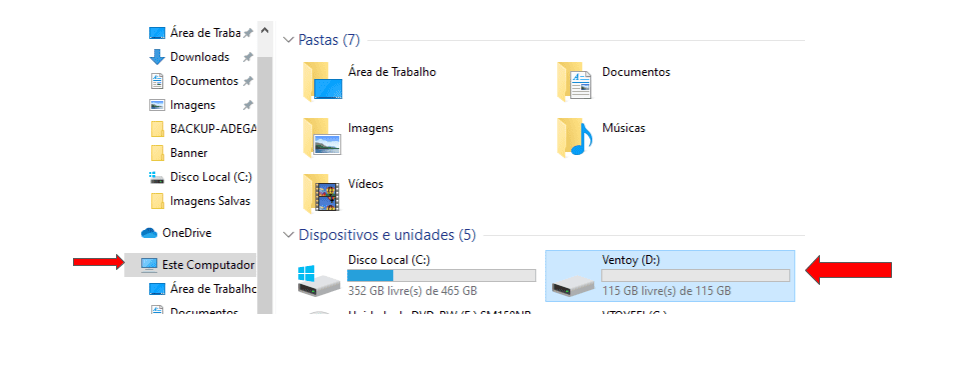 Área de Traba
Downloads
Documentos
Imagens
BACKUP-ADEGA
Banner
Disco Local (C:)
Imagens Salvas
OneDrive
Este Computador
Área de Trabalho
Documentos
Pastas (7)
Área de Trabalho
Documentos
Imagens
Músicas
Vídeos
Dispositivos e unidades (5)
Disco Local (C:)
352 GB livre(s) de 465 GB
Ventoy (D:)
115 GB livre(s) de 115 GB